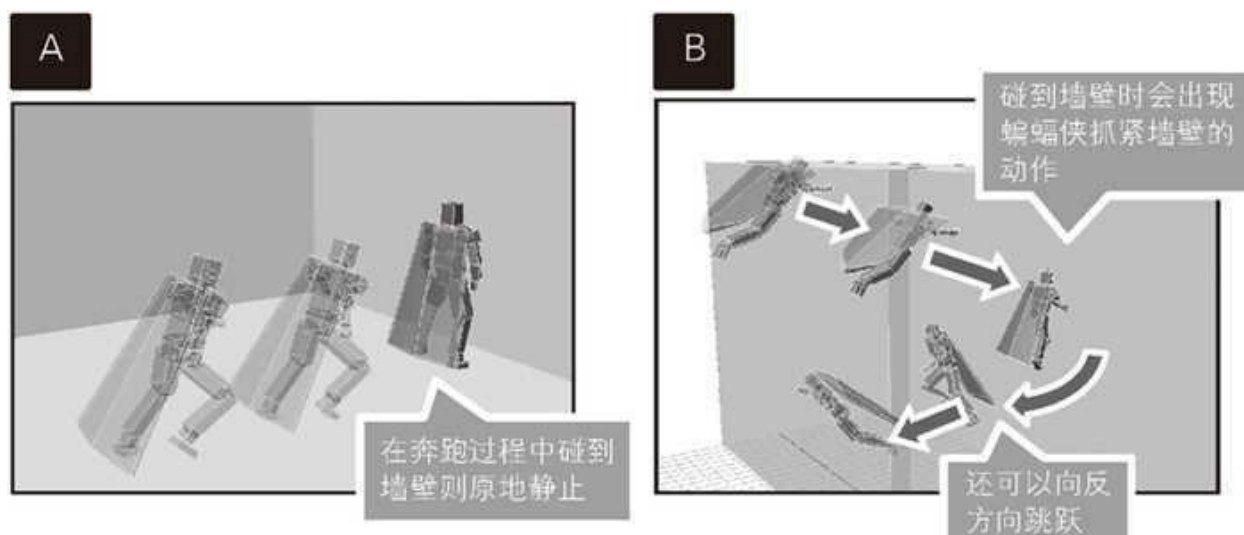 A
在奔跑过程中碰到
墙壁则原地静止
B
碰到墙壁时会出现
蝙蝠侠抓紧墙壁的
动作
还可以向反
方向跳跃